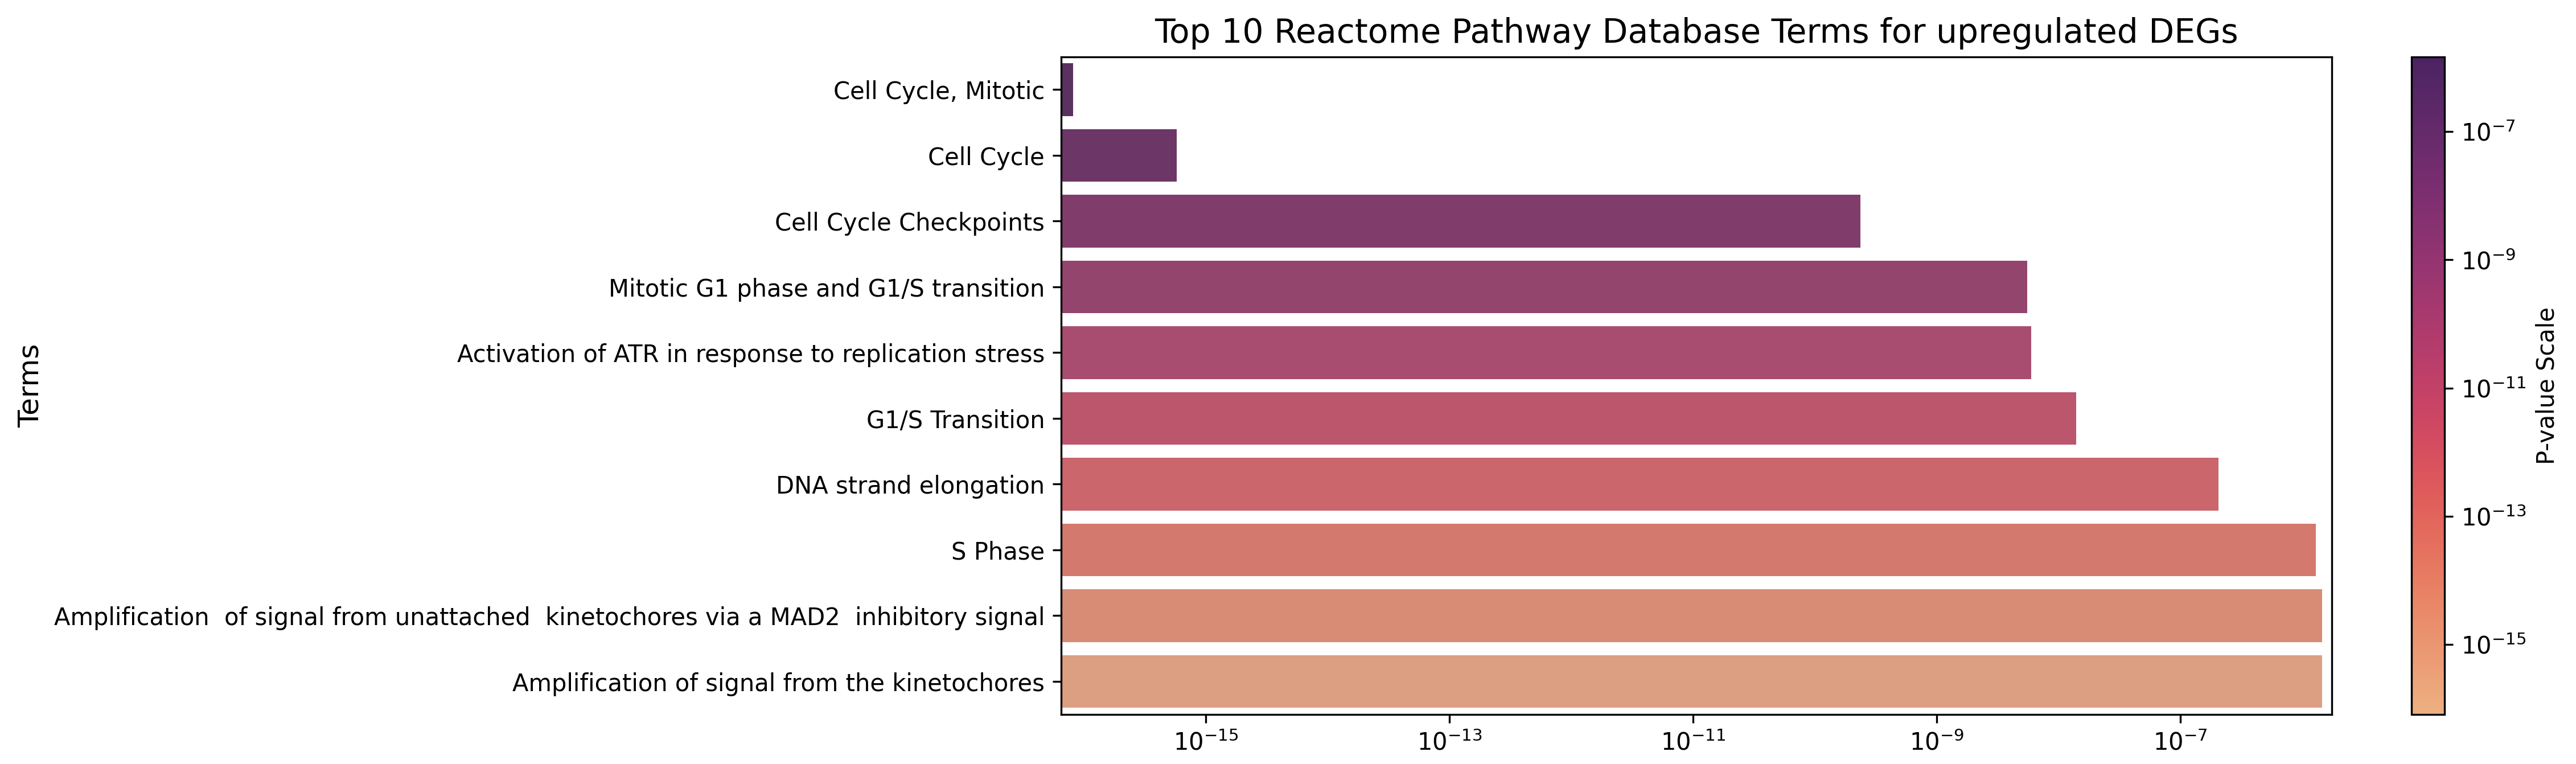 Top 10 Reactome Pathway Database Terms for upregulated DEGs
Terms
Cell Cycle, Mitotic
Cell Cycle
Cell Cycle Checkpoints
Mitotic G1 phase and G1/S transition
Activation of ATR in response to replication stress
G1/S Transition
DNA strand elongation
S Phase
Amplification  of signal from unattached  kinetochores via a MAD2  inhibitory signal
Amplification of signal from the kinetochores
10⁻¹⁵ 10⁻¹³ 10⁻¹¹ 10⁻⁹ 10⁻⁷
10⁻⁷
10⁻⁹
10⁻¹¹
10⁻¹³
10⁻¹⁵
P-value Scale